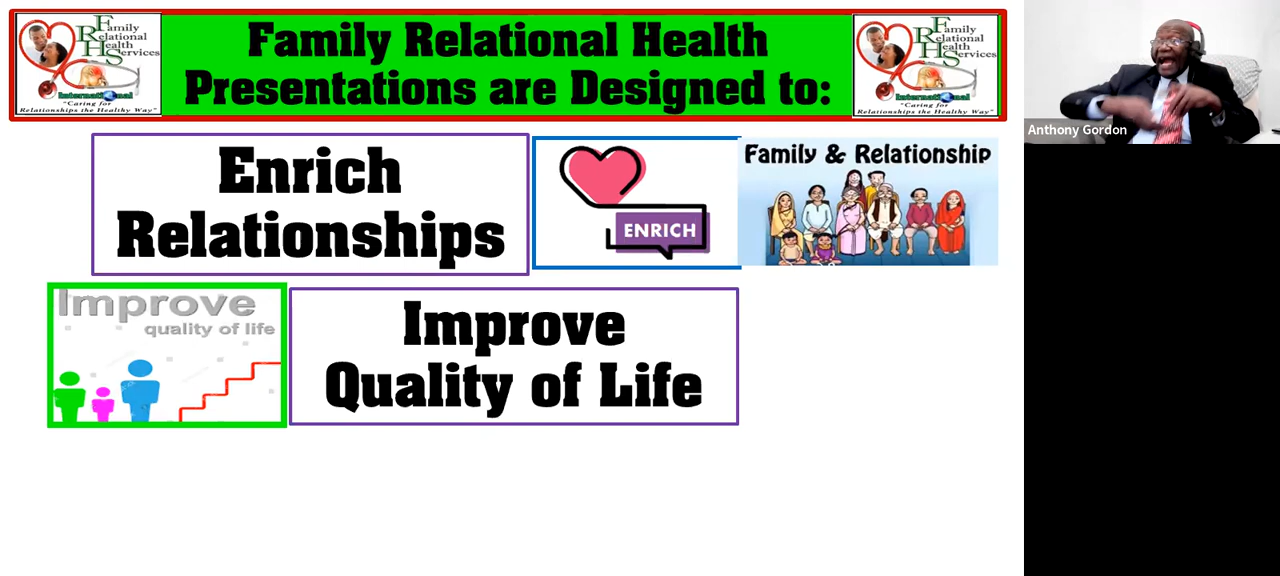 Family Relational Health
Presentations are Designed to:
Family
Relational
Health
Services
International
"Caring for
Relationships the Healthy Way"
Family
Relational
Health
Services
International
"Caring for
Relationships the Healthy Way"
Anthony Gordon
Enrich
Relationships
ENRICH
Family & Relationship
Improve
quality of life
Improve
Quality of Life